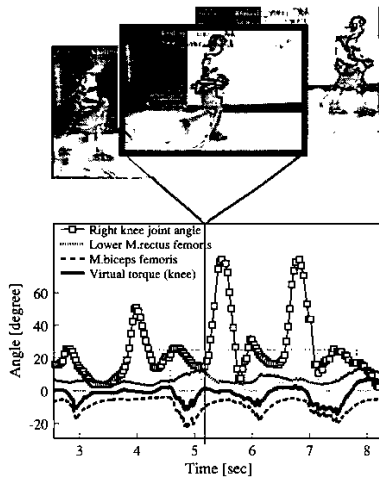 Right knee joint angle
Lower M.rectus femoris
M.biceps femoris
Virtual torque (knee)
Angle [degree]
60
40
20
0
-20
3
4
5
6
7
8
Time [sec]